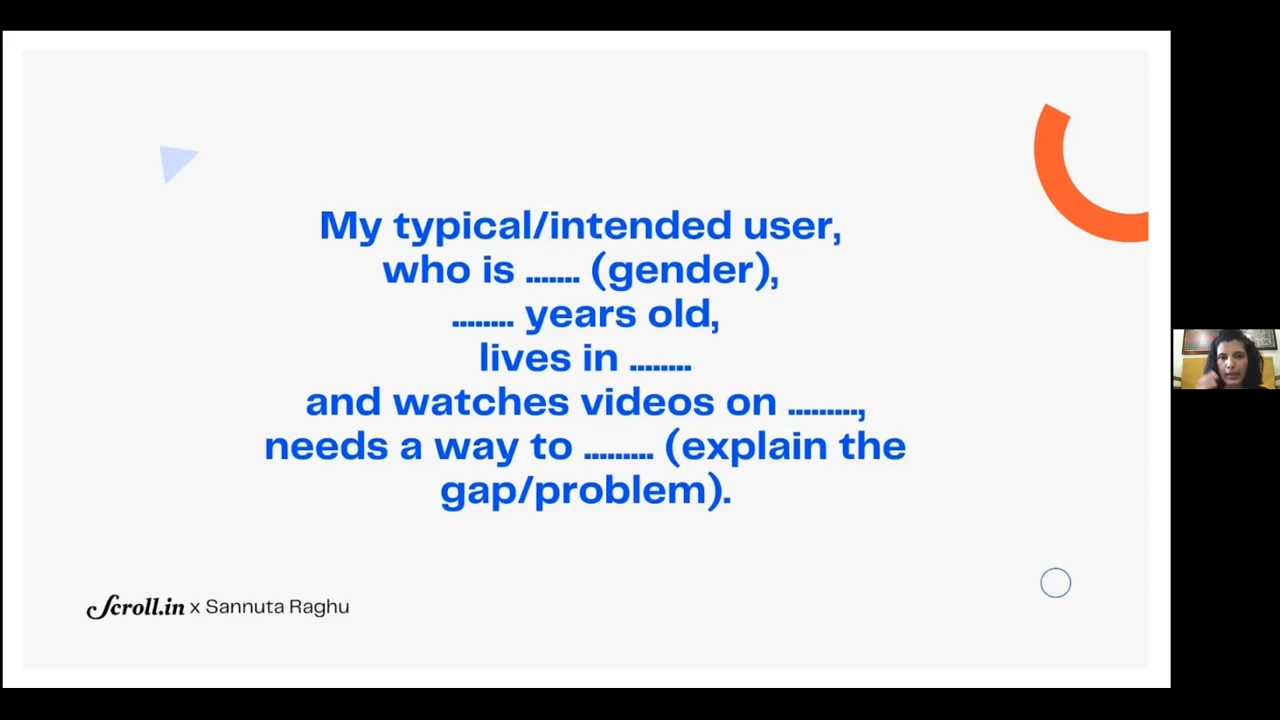 My typical/intended user,
who is ....... (gender),
........ years old,
lives in ........
and watches videos on .........,
needs a way to ......... (explain the
gap/problem).
Scroll.in x Sannuta Raghu